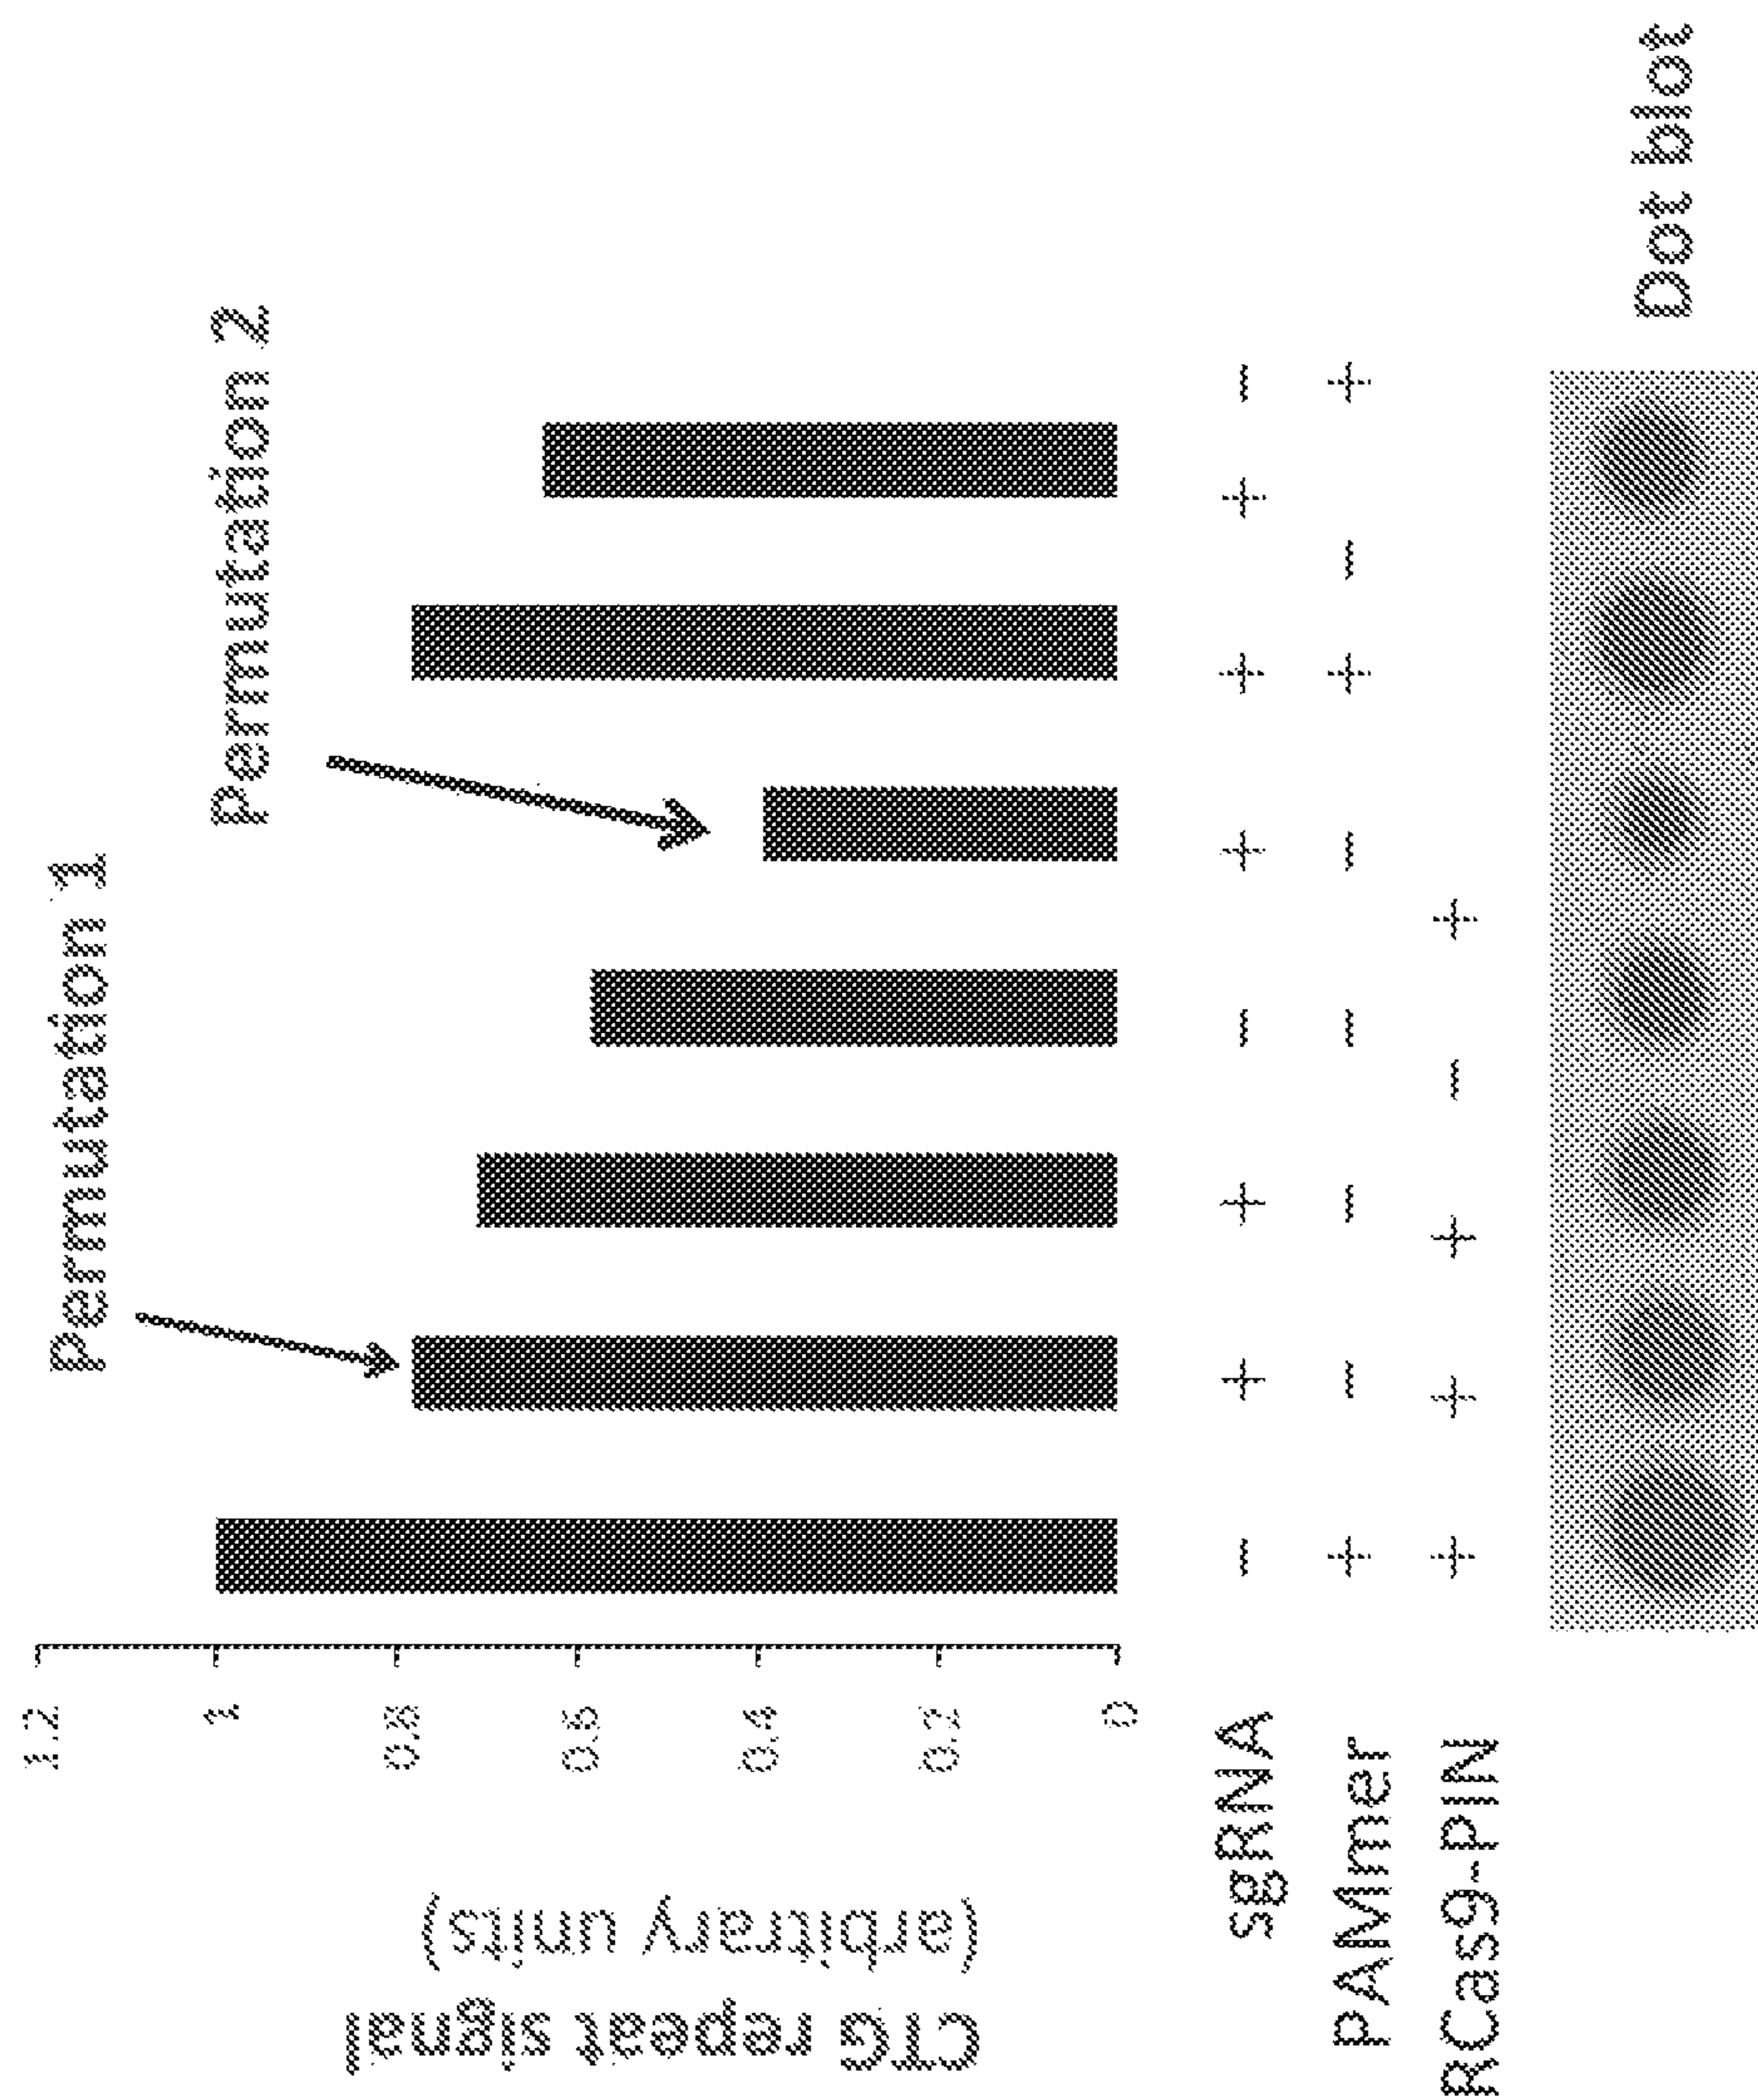 Permutation 1
Permutation 2
CTG repeat signal
(arbitrary units)
1.2
1
0.8
0.6
0.4
0.2
0
sgRNA − + + − + + + −
PAMmer + − − − − + − +
RCas9-PIN + + + − +
Dot blot